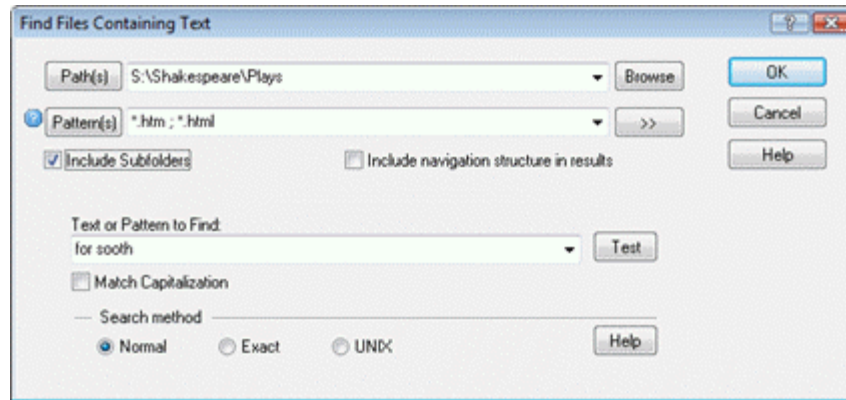 Find Files Containing Text
Path(s) S:\Shakespeare\Plays Browse OK
Pattern(s) *.htm ; *.html >> Cancel
Include Subfolders Include navigation structure in results Help
Text or Pattern to Find:
for sooth Test
Match Capitalization
Search method
Normal Exact UNIX Help